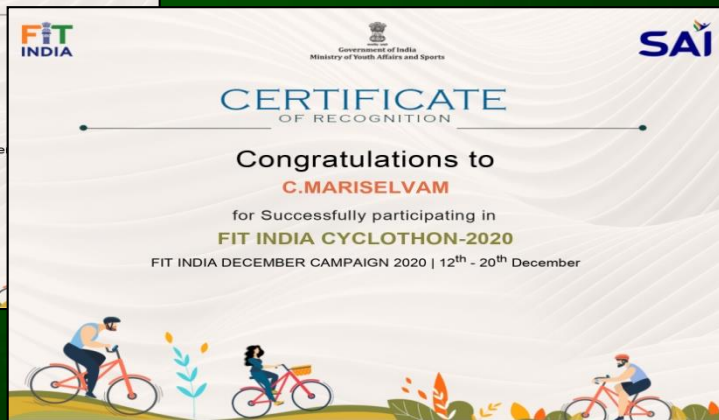 FIT
INDIA
Government of India
Ministry of Youth Affairs and Sports
SAI
CERTIFICATE
OF RECOGNITION
Congratulations to
C.MARISELVAM
for Successfully participating in
FIT INDIA CYCLOTHON-2020
FIT INDIA DECEMBER CAMPAIGN 2020 | 12th - 20th December